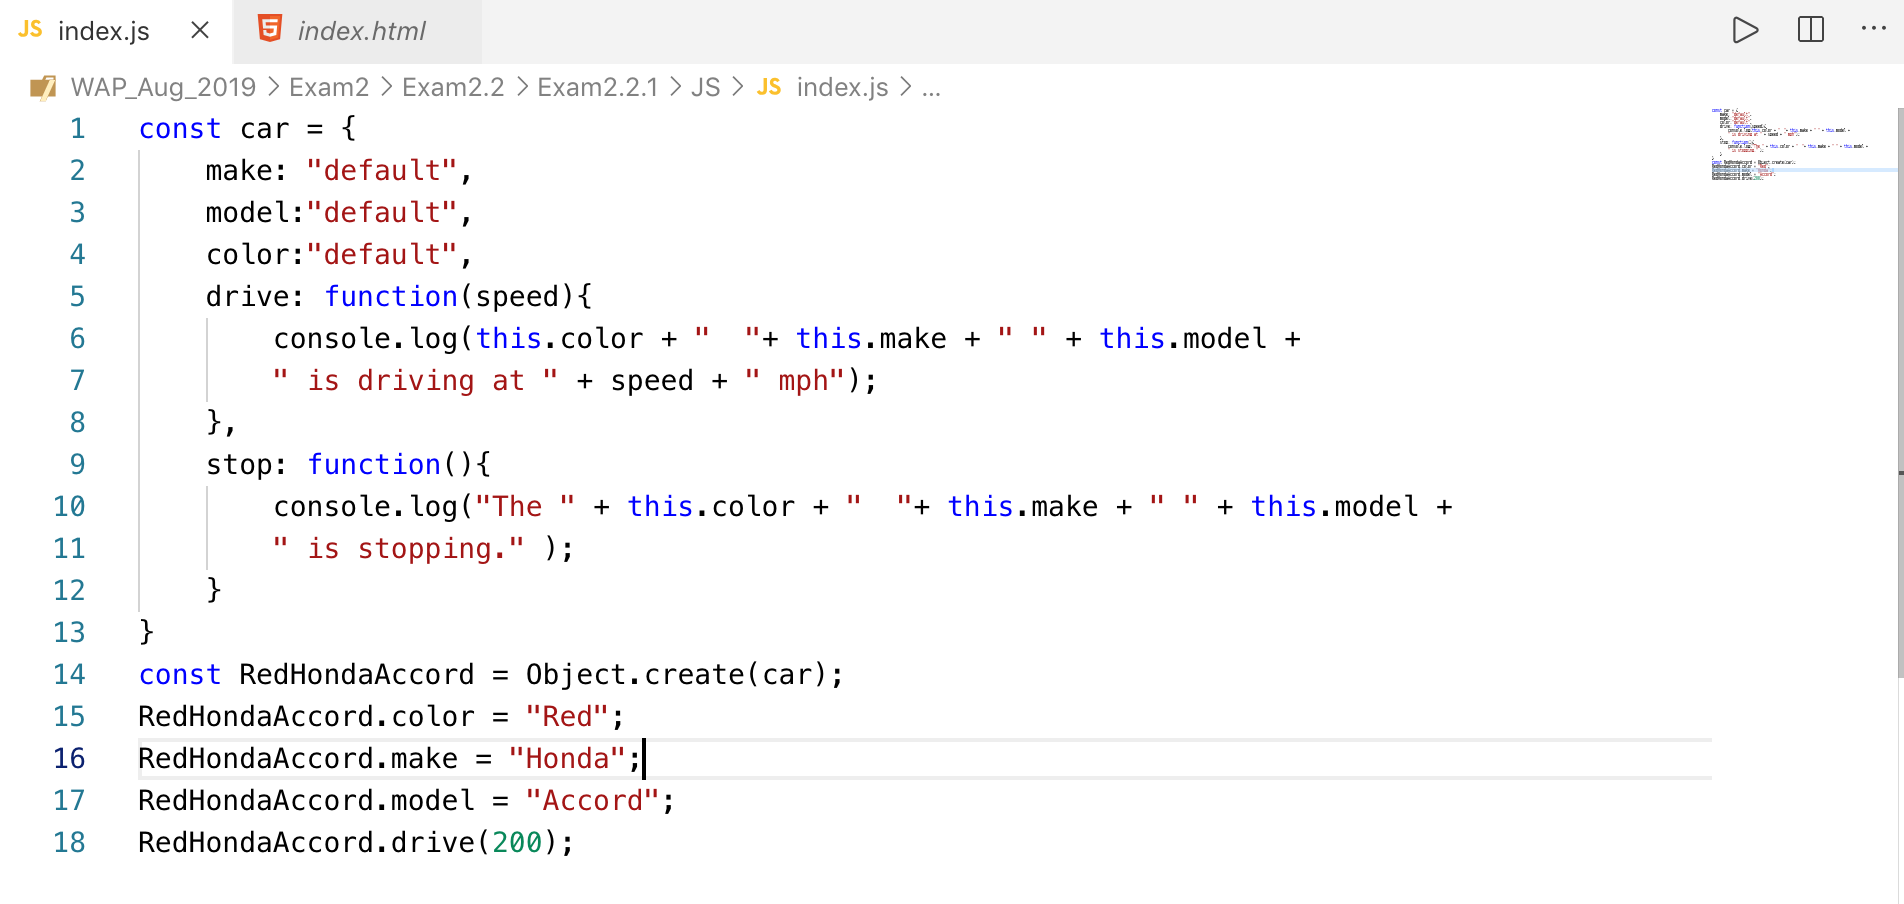 JS index.js × index.html
WAP_Aug_2019 > Exam2 > Exam2.2 > Exam2.2.1 > JS > JS index.js > ...
1 const car = {
2     make: "default",
3     model:"default",
4     color:"default",
5     drive: function(speed){
6         console.log(this.color + "  "+ this.make + " " + this.model +
7         " is driving at " + speed + " mph");
8     },
9     stop: function(){
10         console.log("The " + this.color + "  "+ this.make + " " + this.model +
11         " is stopping." );
12     }
13 }
14 const RedHondaAccord = Object.create(car);
15 RedHondaAccord.color = "Red";
16 RedHondaAccord.make = "Honda";
17 RedHondaAccord.model = "Accord";
18 RedHondaAccord.drive(200);